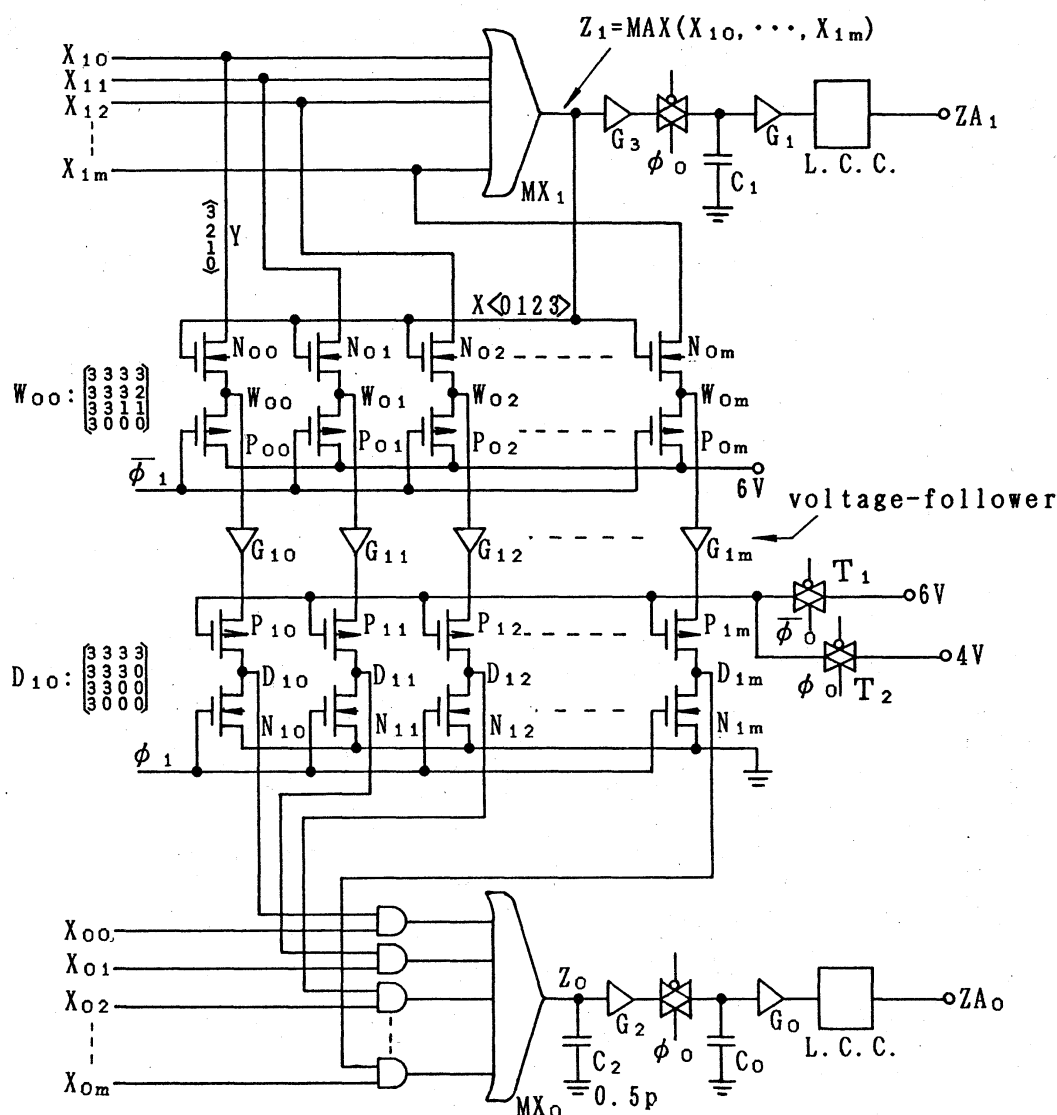 Z₁=MAX(X₁₀, ···, X₁ₘ)
X₁₀
X₁₁
X₁₂
X₁ₘ
MX₁
G₃
φ₀
C₁
G₁
L.C.C.
ZA₁
⟨0123⟩ Y
X⟨0123⟩
N₀₀ N₀₁ N₀₂ N₀ₘ
W₀₀: 3333
3332
3311
3000
W₀₀ W₀₁ W₀₂ W₀ₘ
P₀₀ P₀₁ P₀₂ P₀ₘ
φ̅₁
6V
voltage-follower
G₁₀ G₁₁ G₁₂ G₁ₘ
T₁
6V
φ̅₀
P₁₀ P₁₁ P₁₂ P₁ₘ
4V
φ₀ T₂
D₁₀: 3333
3330
3300
3000
D₁₀ D₁₁ D₁₂ D₁ₘ
N₁₀ N₁₁ N₁₂ N₁ₘ
φ₁
X₀₀
X₀₁
X₀₂
X₀ₘ
MX₀
Z₀
G₂
C₂
0.5p
φ₀
C₀
G₀
L.C.C.
ZA₀